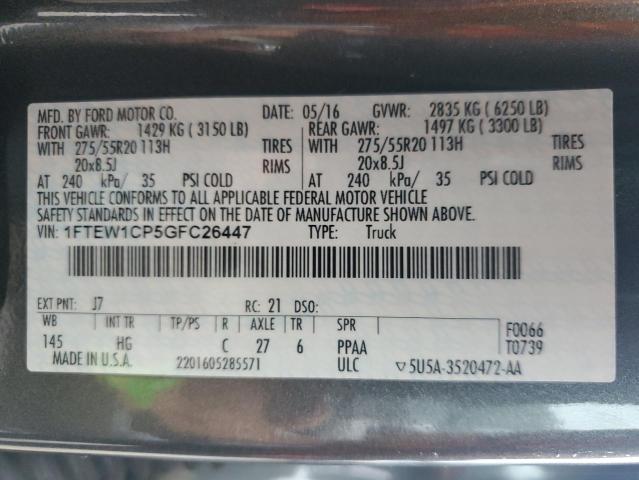 MFD. BY FORD MOTOR CO. DATE: 05/16 GVWR: 2835 KG ( 6250 LB)
FRONT GAWR: 1429 KG ( 3150 LB) REAR GAWR: 1497 KG ( 3300 LB)
WITH 275/55R20 113H TIRES WITH 275/55R20 113H TIRES
20x8.5J RIMS 20x8.5J RIMS
AT 240 kPa/ 35 PSI COLD AT 240 kPa/ 35 PSI COLD
THIS VEHICLE CONFORMS TO ALL APPLICABLE FEDERAL MOTOR VEHICLE
SAFETY STANDARDS IN EFFECT ON THE DATE OF MANUFACTURE SHOWN ABOVE.
VIN: 1FTEW1CP5GFC26447 TYPE: Truck
EXT PNT: J7 RC: 21 DSO:
WB INT TR TP/PS R AXLE TR SPR F0066
145 HG C 27 6 PPAA T0739
MADE IN U.S.A. 2201605285571 ULC ▽5U5A-3520472-AA